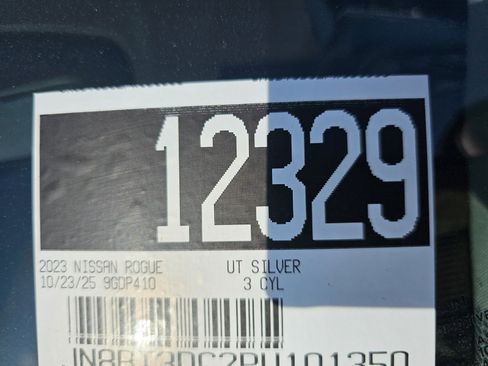 12329
2023 NISSAN ROGUE UT SILVER
10/23/25 9GDP410 3 CYL